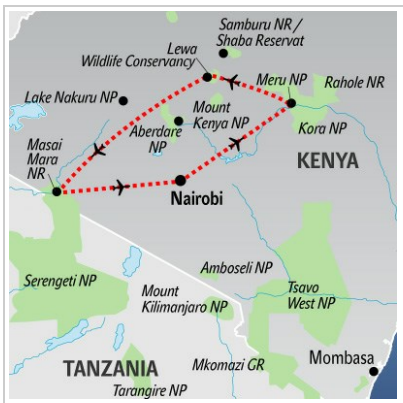 Samburu NR /
Shaba Reservat
Lewa
Wildlife Conservancy
Meru NP
Rahole NR
Lake Nakuru NP
Mount
Kenya NP
Aberdare
NP
Kora NP
Masai
Mara
NR
KENYA
Nairobi
Serengeti NP
Amboseli NP
Mount
Kilimanjaro NP
Tsavo
West NP
Mombasa
TANZANIA
Mkomazi GR
Tarangire NP